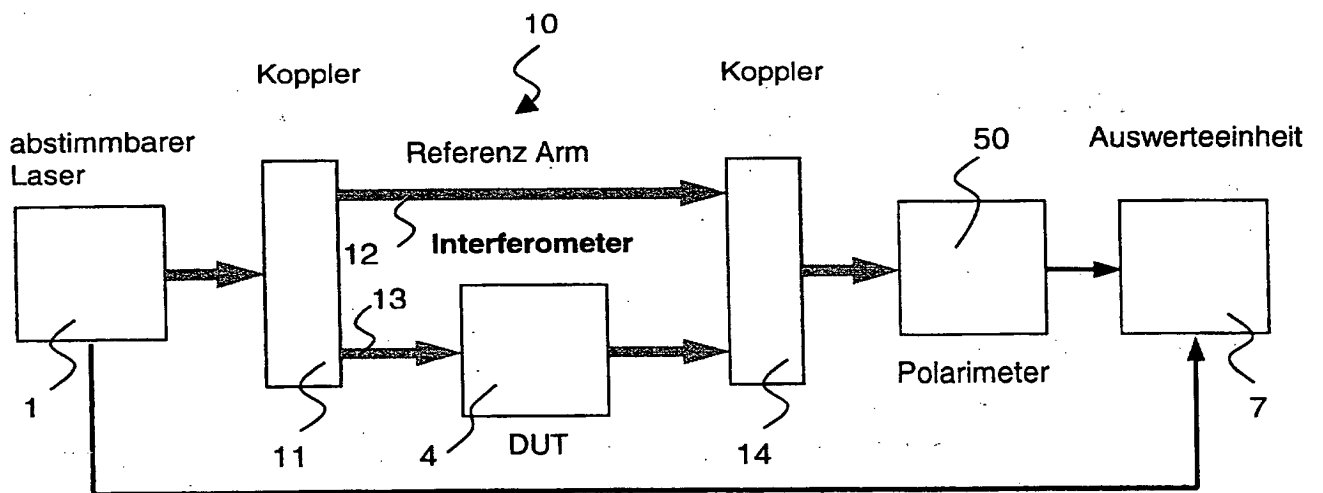 10
Koppler
Koppler
abstimmbarer
Laser
Referenz Arm
50
Auswerteeinheit
12
Interferometer
13
Polarimeter
1
11
4
DUT
14
7